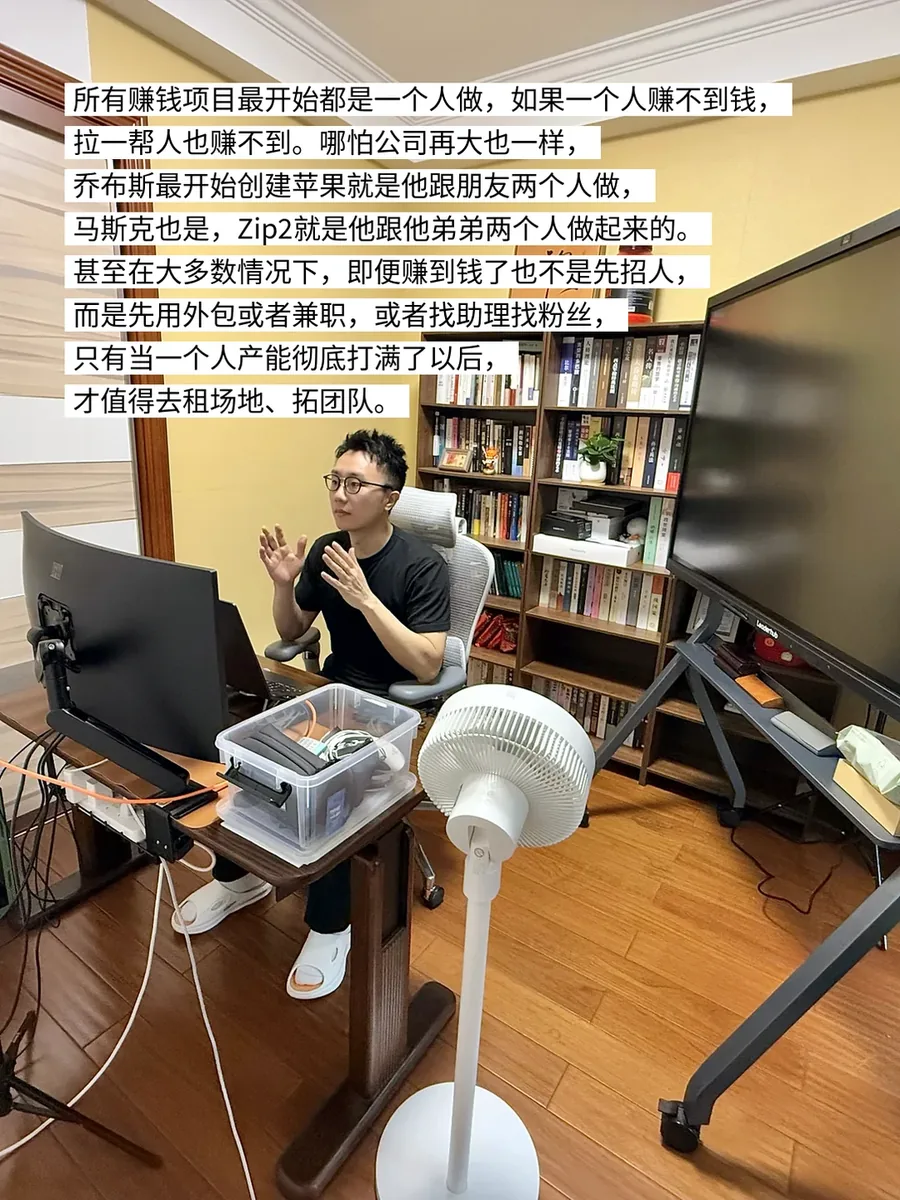 所有赚钱项目最开始都是一个人做，如果一个人赚不到钱，
拉一帮人也赚不到。哪怕公司再大也一样，
乔布斯最开始创建苹果就是他跟朋友两个人做，
马斯克也是，Zip2就是他跟他弟弟两个人做起来的。
甚至在大多数情况下，即便赚到钱了也不是先招人，
而是先用外包或者兼职，或者找助理找粉丝，
只有当一个人产能彻底打满了以后，
才值得去租场地、拓团队。
Leaderhub